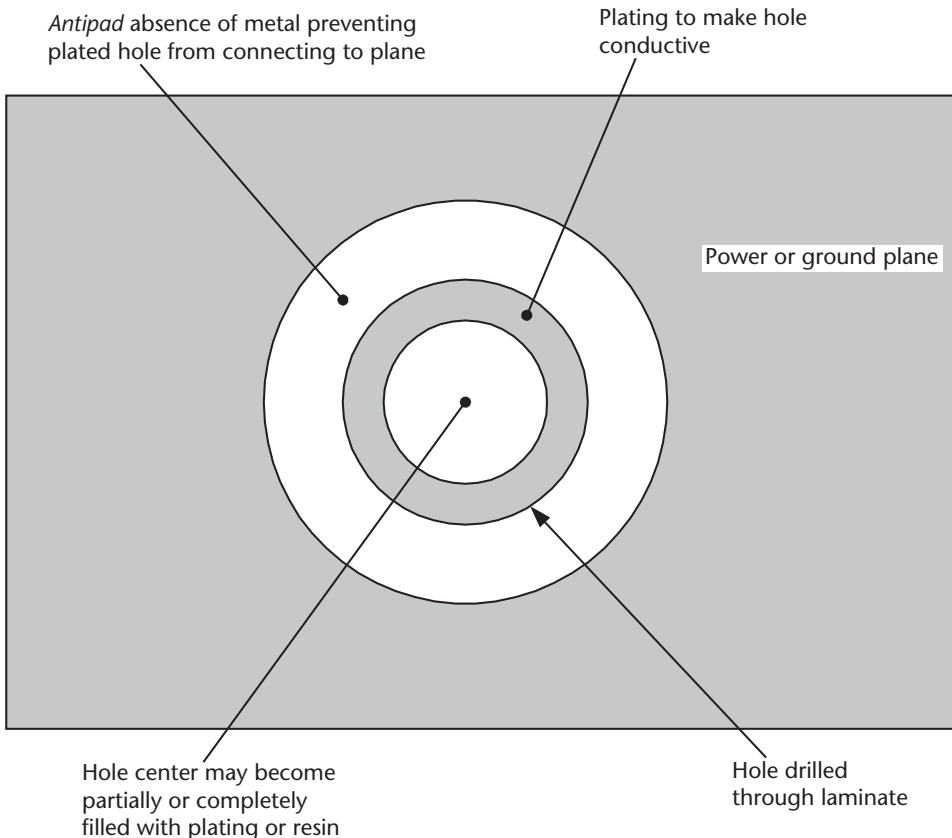 Antipad absence of metal preventing
plated hole from connecting to plane
Plating to make hole
conductive
Power or ground plane
Hole center may become
partially or completely
filled with plating or resin
Hole drilled
through laminate